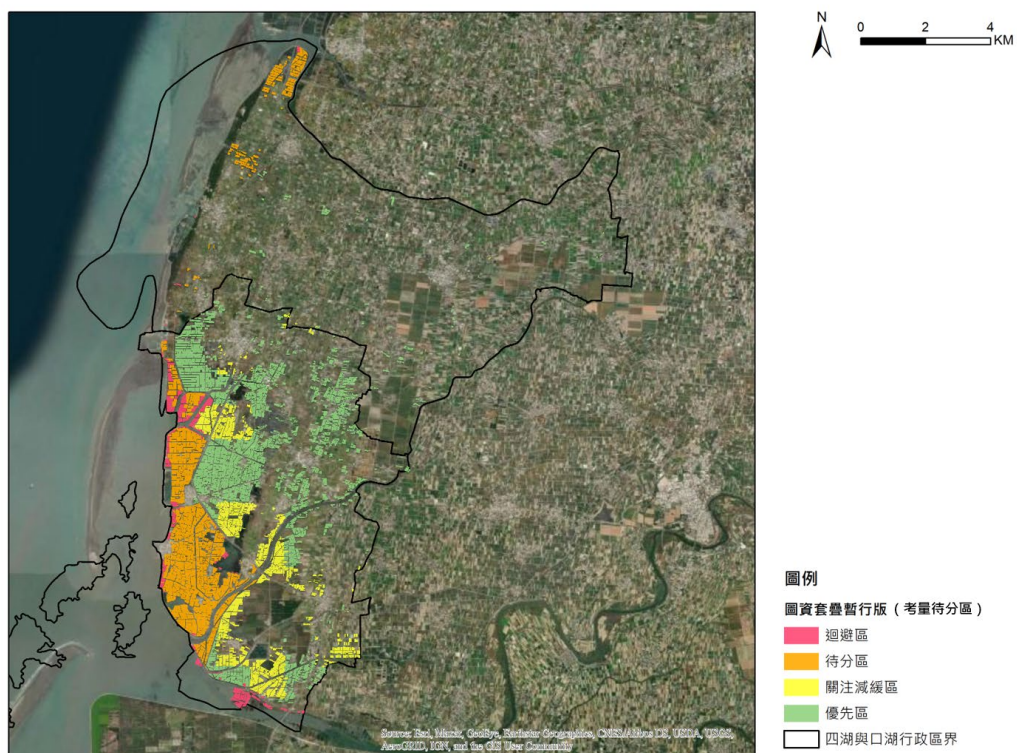 N
0 2 4
KM
圖例
圖資套疊暫行版（考量待分區）
迴避區
待分區
關注減緩區
優先區
四湖與口湖行政區界
Source: Esri, Maxar, GeoEye, Earthstar Geographics, CNES/Airbus DS, USDA, USGS,
AeroGRID, IGN, and the GIS User Community